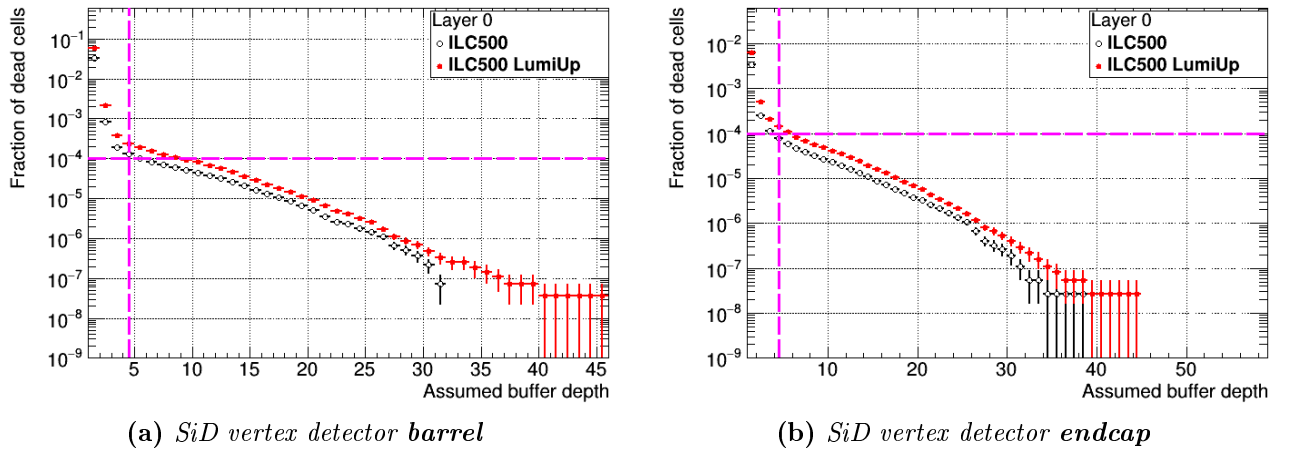 Fraction of dead cells
10⁻¹
10⁻²
10⁻³
10⁻⁴
10⁻⁵
10⁻⁶
10⁻⁷
10⁻⁸
10⁻⁹
Layer 0
ILC500
ILC500 LumiUp
5 10 15 20 25 30 35 40 45
Assumed buffer depth
(a) SiD vertex detector barrel
Fraction of dead cells
10⁻²
10⁻³
10⁻⁴
10⁻⁵
10⁻⁶
10⁻⁷
10⁻⁸
10⁻⁹
Layer 0
ILC500
ILC500 LumiUp
10 20 30 40 50
Assumed buffer depth
(b) SiD vertex detector endcap